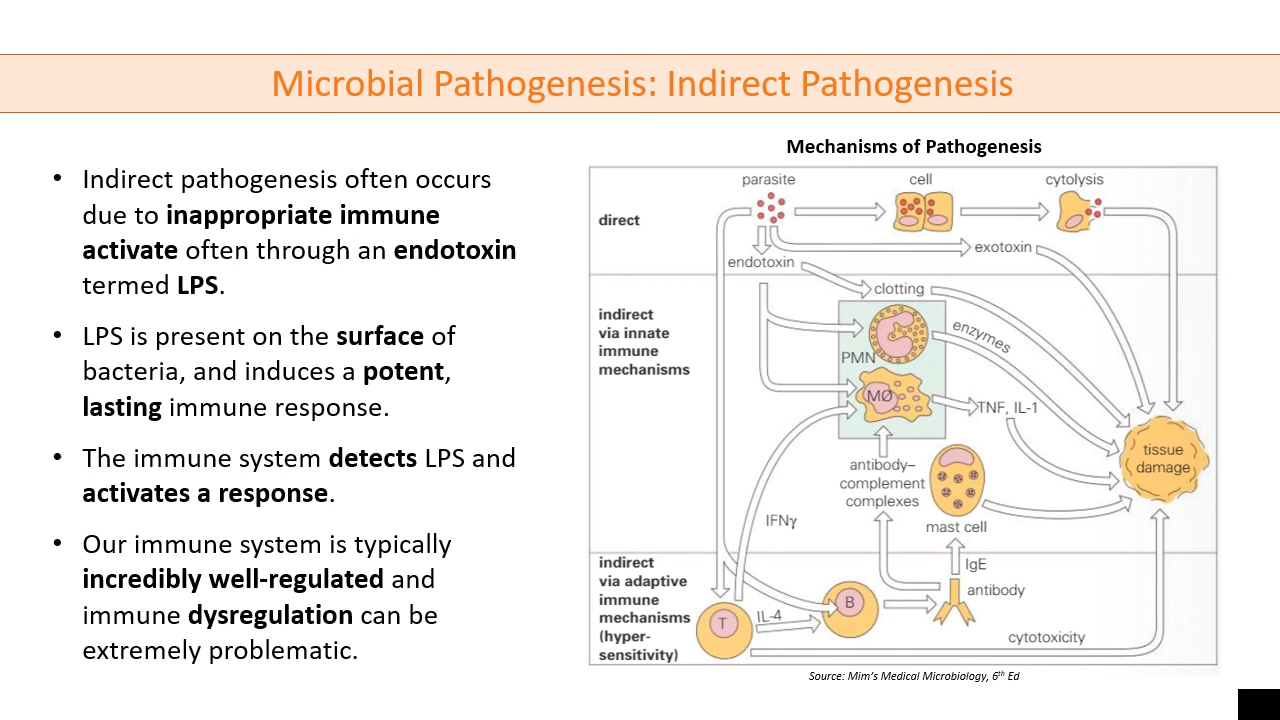 Microbial Pathogenesis: Indirect Pathogenesis
• Indirect pathogenesis often occurs
due to inappropriate immune
activate often through an endotoxin
termed LPS.
• LPS is present on the surface of
bacteria, and induces a potent,
lasting immune response.
• The immune system detects LPS and
activates a response.
• Our immune system is typically
incredibly well-regulated and
immune dysregulation can be
extremely problematic.
Mechanisms of Pathogenesis
parasite
cell
cytolysis
direct
exotoxin
endotoxin
clotting
indirect
via innate
immune
mechanisms
enzymes
PMN
MØ
TNF, IL-1
tissue
damage
antibody–
complement
complexes
mast cell
IFNγ
indirect
via adaptive
immune
mechanisms
(hyper-
sensitivity)
IgE
antibody
T
IL-4
B
cytotoxicity
Source: Mim's Medical Microbiology, 6th Ed